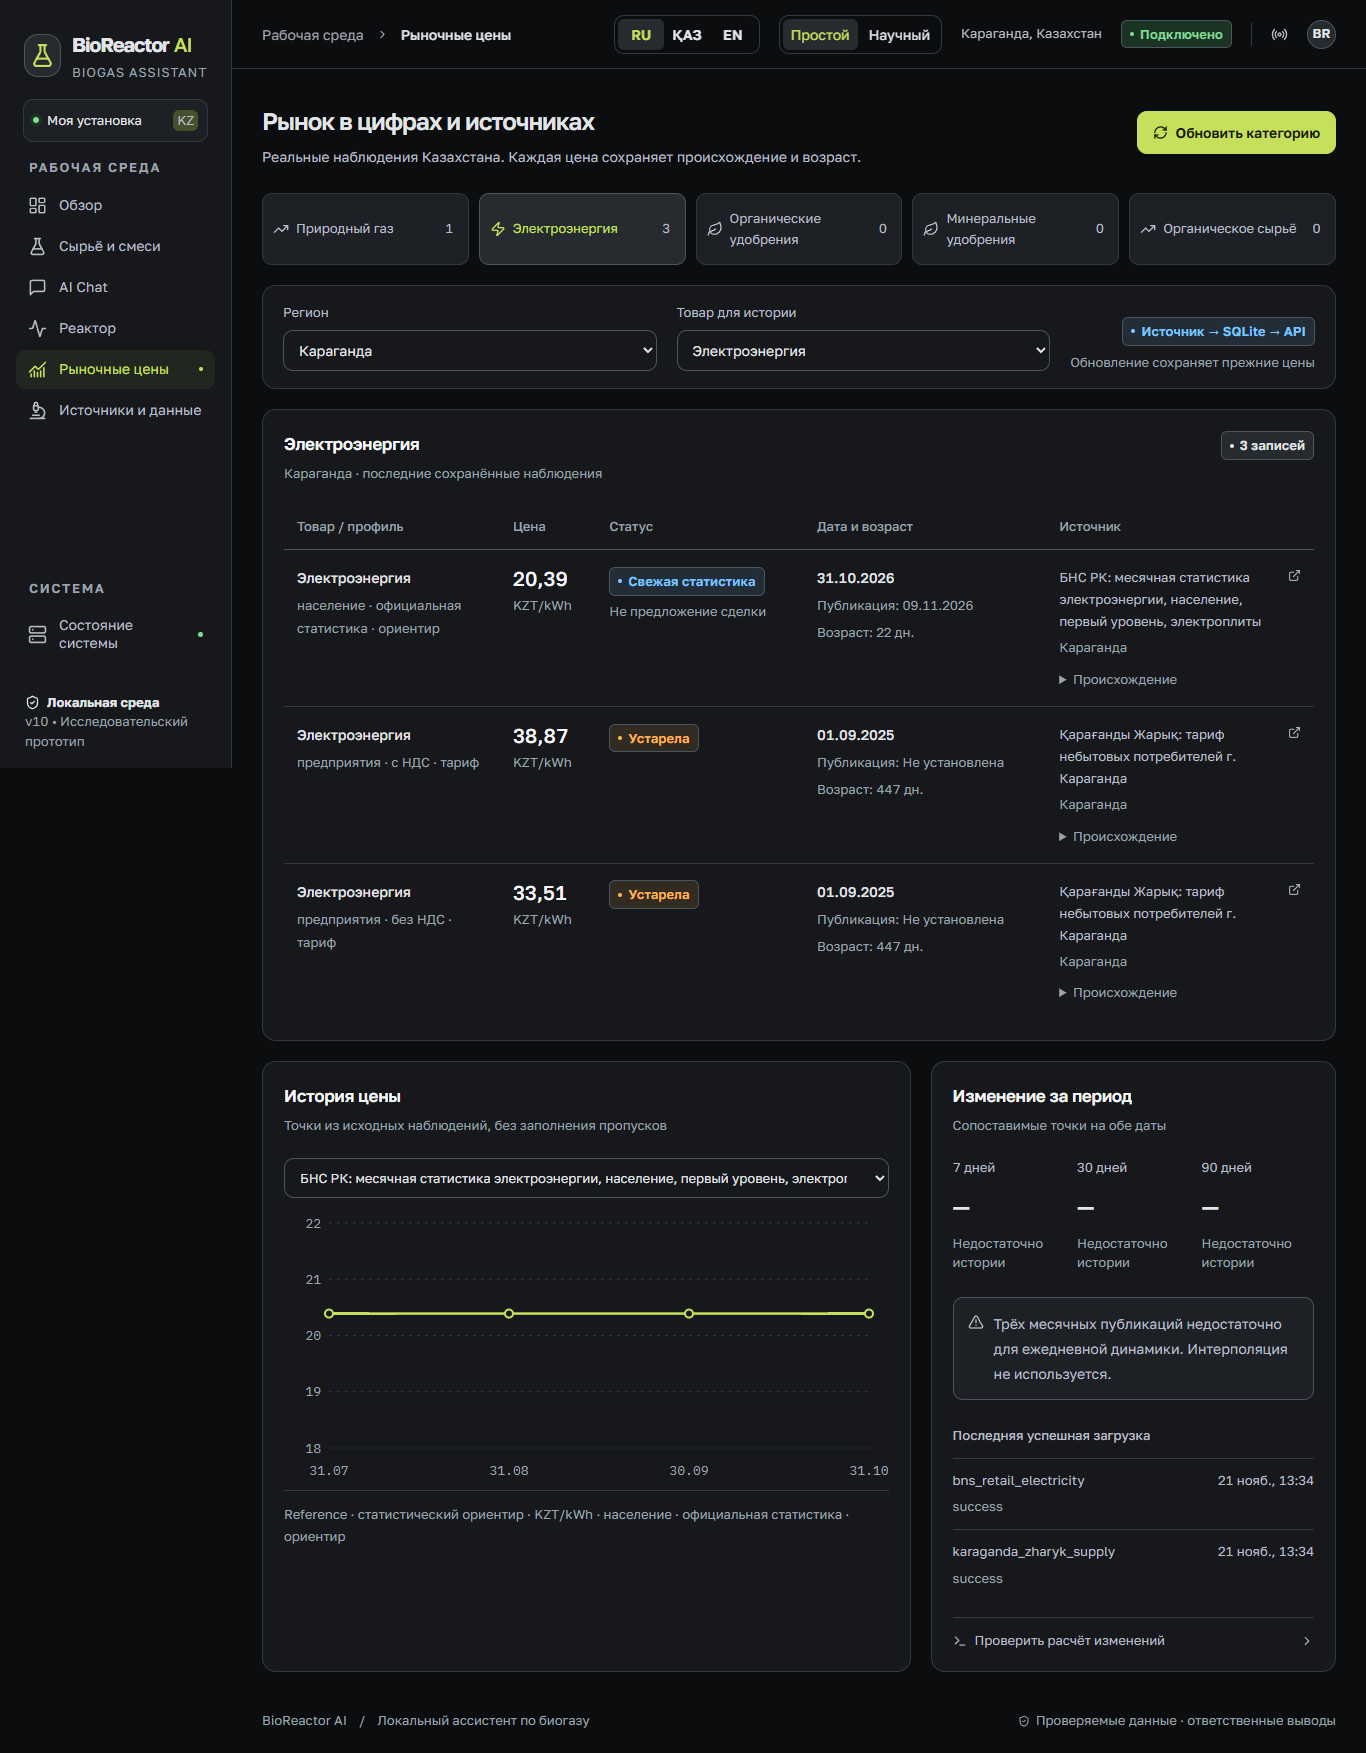 BioReactor AI
BIOGAS ASSISTANT
Моя установка KZ
РАБОЧАЯ СРЕДА
Обзор
Сырьё и смеси
AI Chat
Реактор
Рыночные цены
Источники и данные
СИСТЕМА
Состояние
системы
Локальная среда
v10 • Исследовательский
прототип
Рабочая среда > Рыночные цены
RU ҚАЗ EN
Простой Научный
Караганда, Казахстан
• Подключено
BR
Рынок в цифрах и источниках
Реальные наблюдения Казахстана. Каждая цена сохраняет происхождение и возраст.
Обновить категорию
Природный газ 1
Электроэнергия 3
Органические
удобрения 0
Минеральные
удобрения 0
Органическое сырьё 0
Регион
Караганда
Товар для истории
Электроэнергия
• Источник → SQLite → API
Обновление сохраняет прежние цены
Электроэнергия
Караганда · последние сохранённые наблюдения
• 3 записей
Товар / профиль Цена Статус Дата и возраст Источник
Электроэнергия
население · официальная
статистика · ориентир
20,39
KZT/kWh
• Свежая статистика
Не предложение сделки
31.10.2026
Публикация: 09.11.2026
Возраст: 22 дн.
БНС РК: месячная статистика
электроэнергии, население,
первый уровень, электроплиты
Караганда
▶ Происхождение
Электроэнергия
предприятия · с НДС · тариф
38,87
KZT/kWh
• Устарела
01.09.2025
Публикация: Не установлена
Возраст: 447 дн.
Қарағанды Жарық: тариф
небытовых потребителей г.
Караганда
Караганда
▶ Происхождение
Электроэнергия
предприятия · без НДС ·
тариф
33,51
KZT/kWh
• Устарела
01.09.2025
Публикация: Не установлена
Возраст: 447 дн.
Қарағанды Жарық: тариф
небытовых потребителей г.
Караганда
Караганда
▶ Происхождение
История цены
Точки из исходных наблюдений, без заполнения пропусков
БНС РК: месячная статистика электроэнергии, население, первый уровень, электроп
22
21
20
19
18
31.07 31.08 30.09 31.10
Reference · статистический ориентир · KZT/kWh · население · официальная статистика ·
ориентир
Изменение за период
Сопоставимые точки на обе даты
7 дней 30 дней 90 дней
— — —
Недостаточно
истории
Недостаточно
истории
Недостаточно
истории
Трёх месячных публикаций недостаточно
для ежедневной динамики. Интерполяция
не используется.
Последняя успешная загрузка
bns_retail_electricity 21 нояб., 13:34
success
karaganda_zharyk_supply 21 нояб., 13:34
success
Проверить расчёт изменений
BioReactor AI / Локальный ассистент по биогазу
Проверяемые данные · ответственные выводы